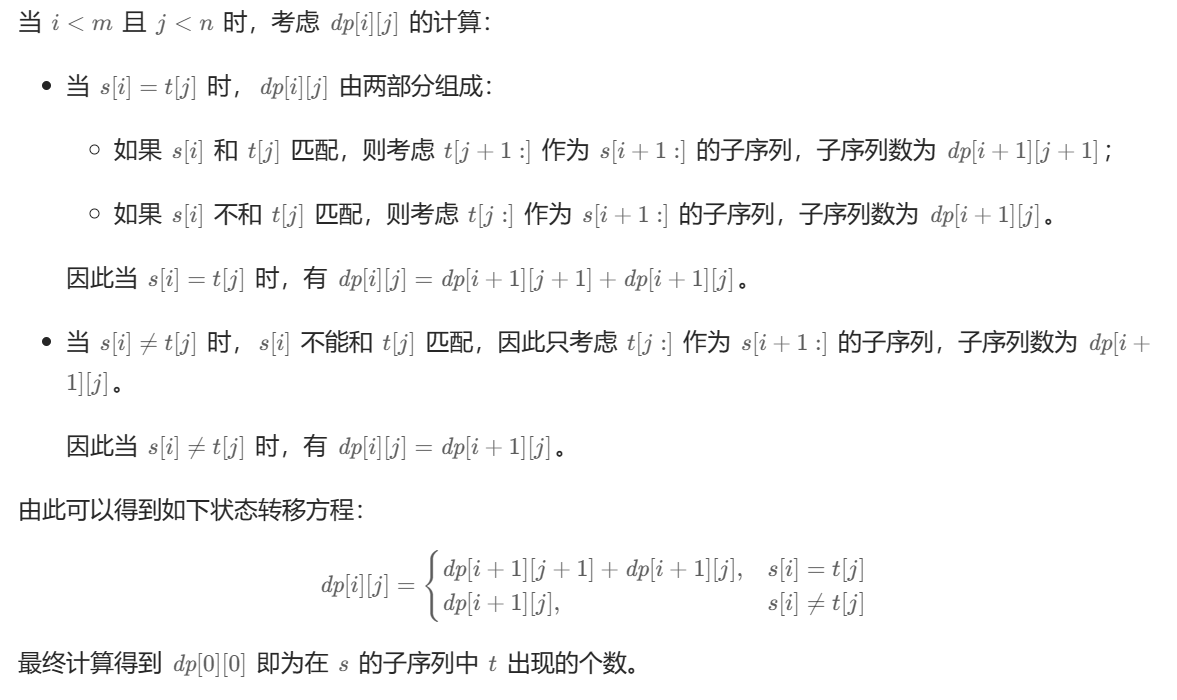 当 i < m 且 j < n 时，考虑 dp[i][j] 的计算：
• 当 s[i] = t[j] 时， dp[i][j] 由两部分组成：
○ 如果 s[i] 和 t[j] 匹配，则考虑 t[j + 1 :] 作为 s[i + 1 :] 的子序列，子序列数为 dp[i + 1][j + 1]；
○ 如果 s[i] 不和 t[j] 匹配，则考虑 t[j :] 作为 s[i + 1 :] 的子序列，子序列数为 dp[i + 1][j]。
因此当 s[i] = t[j] 时，有 dp[i][j] = dp[i + 1][j + 1] + dp[i + 1][j]。
• 当 s[i] ≠ t[j] 时， s[i] 不能和 t[j] 匹配，因此只考虑 t[j :] 作为 s[i + 1 :] 的子序列，子序列数为 dp[i +
1][j]。
因此当 s[i] ≠ t[j] 时，有 dp[i][j] = dp[i + 1][j]。
由此可以得到如下状态转移方程：
dp[i][j] = { dp[i + 1][j + 1] + dp[i + 1][j], s[i] = t[j]
dp[i + 1][j], s[i] ≠ t[j]
最终计算得到 dp[0][0] 即为在 s 的子序列中 t 出现的个数。